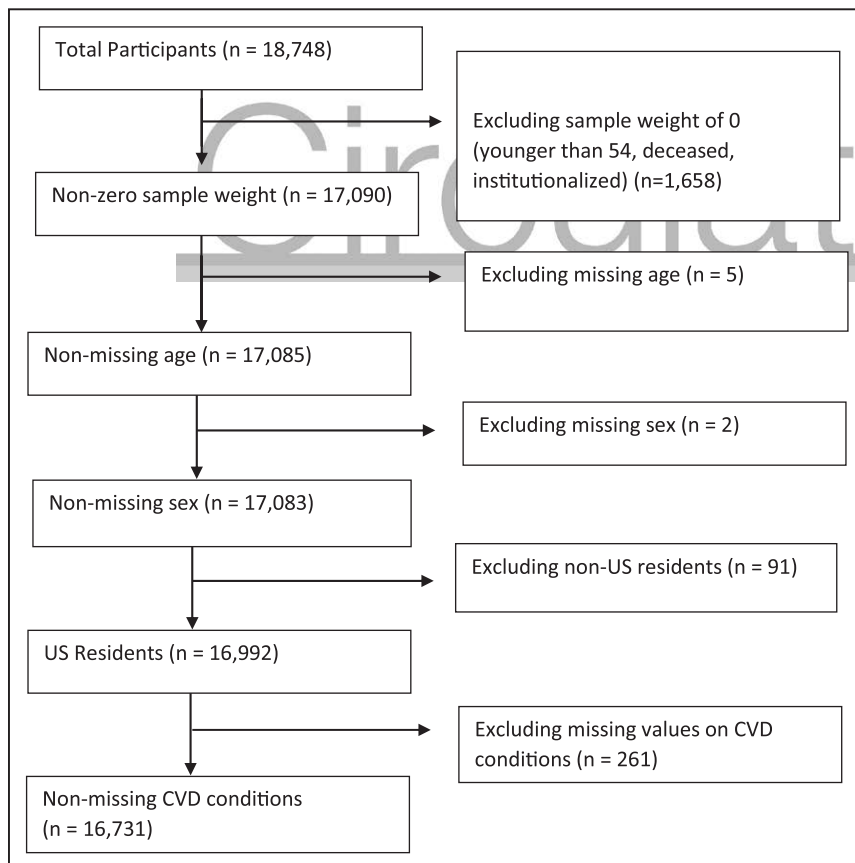 Total Participants (n = 18,748)
Excluding sample weight of 0
(younger than 54, deceased,
institutionalized) (n=1,658)
Non-zero sample weight (n = 17,090)
Excluding missing age (n = 5)
Non-missing age (n = 17,085)
Excluding missing sex (n = 2)
Non-missing sex (n = 17,083)
Excluding non-US residents (n = 91)
US Residents (n = 16,992)
Excluding missing values on CVD
conditions (n = 261)
Non-missing CVD conditions
(n = 16,731)